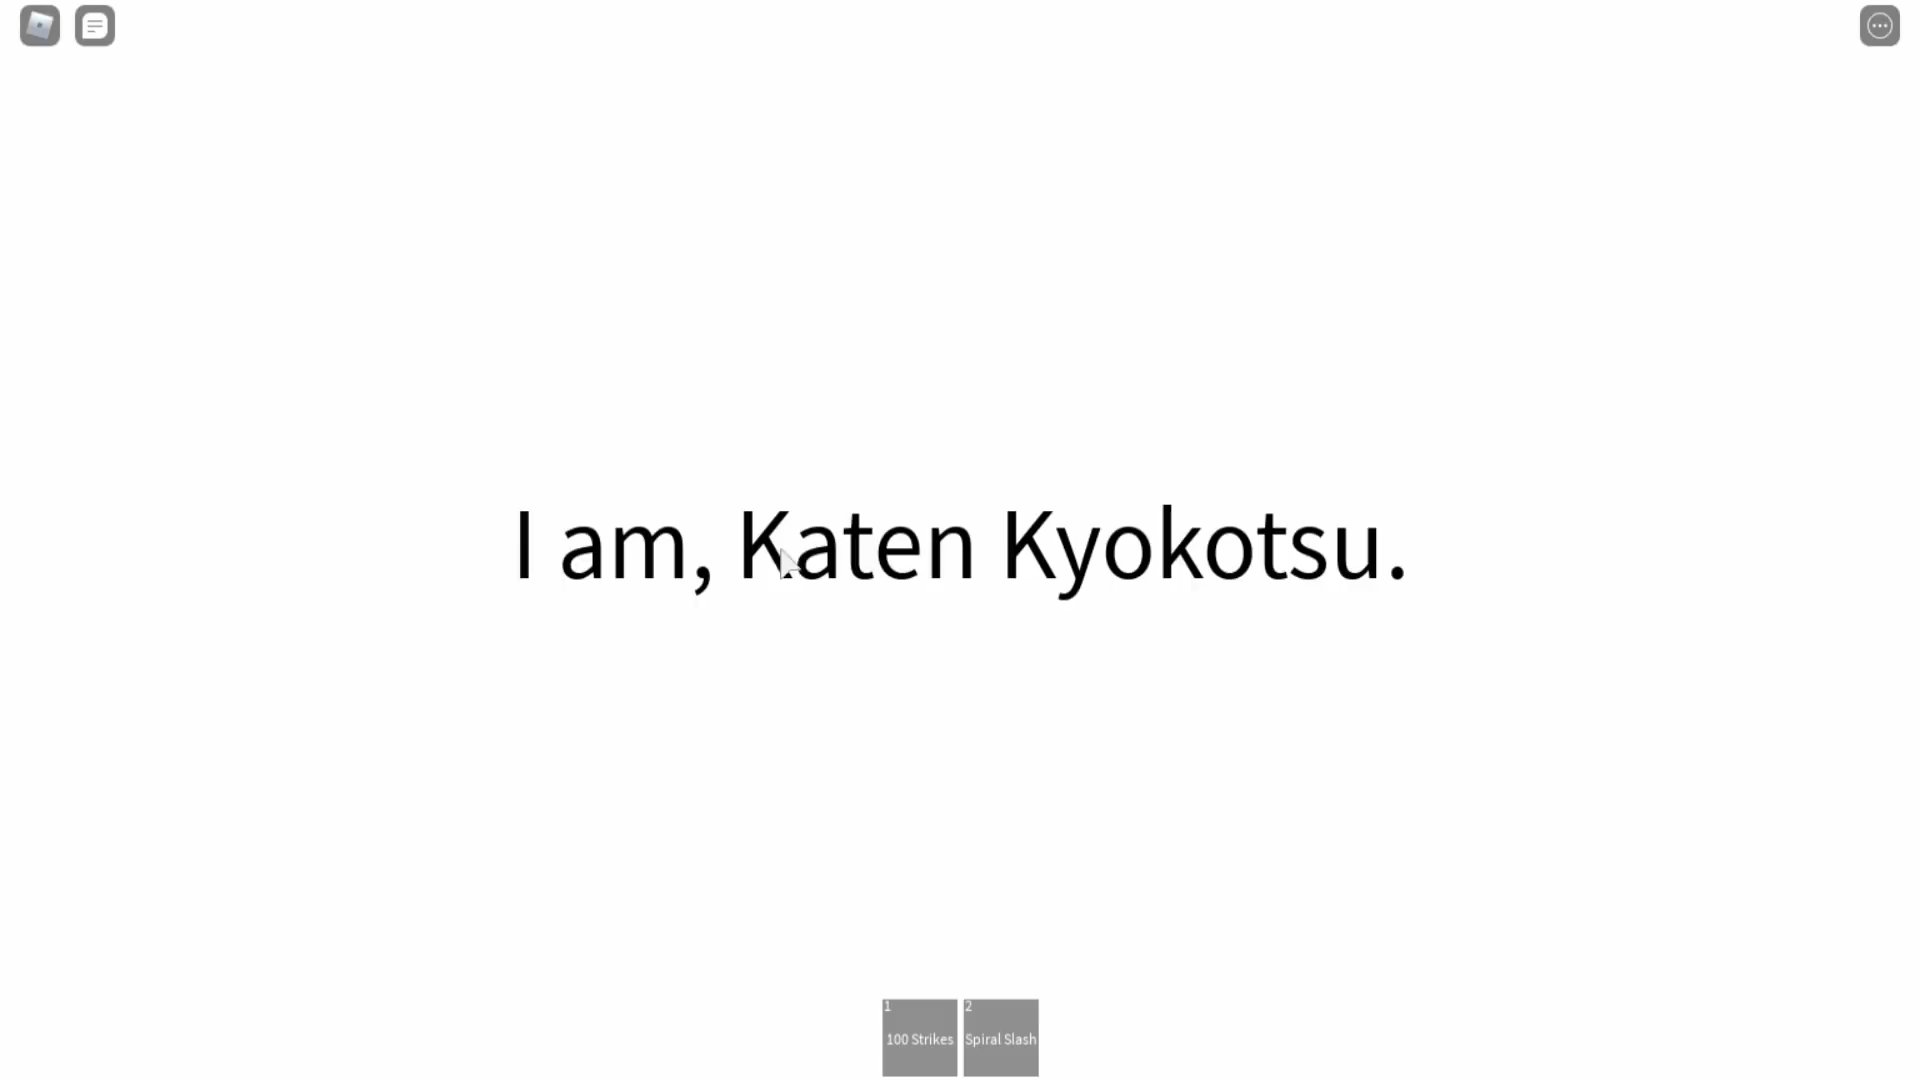 I am, Katen Kyokotsu.
1
100 Strikes
2
Spiral Slash